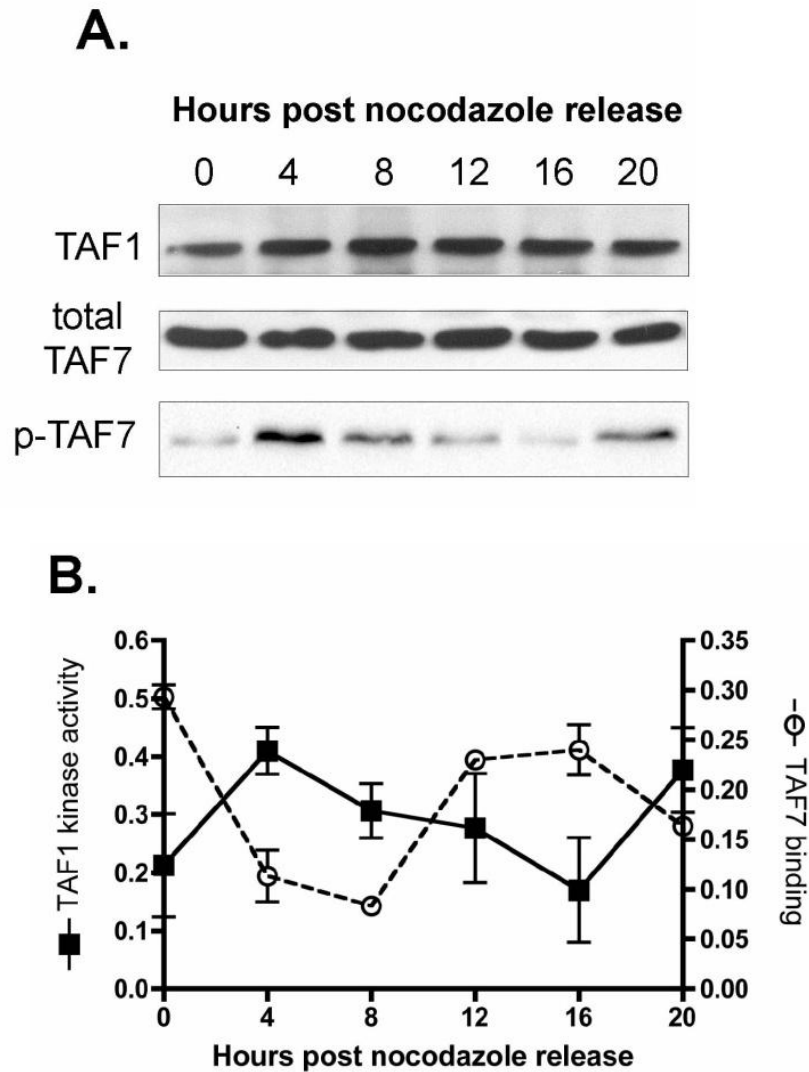 A.
Hours post nocodazole release
0 4 8 12 16 20
TAF1
total
TAF7
p-TAF7
B.
TAF1 kinase activity
0.6
0.5
0.4
0.3
0.2
0.1
0.0
0.35
0.30
0.25
0.20
0.15
0.10
0.05
0.00
TAF7 binding
0 4 8 12 16 20
Hours post nocodazole release